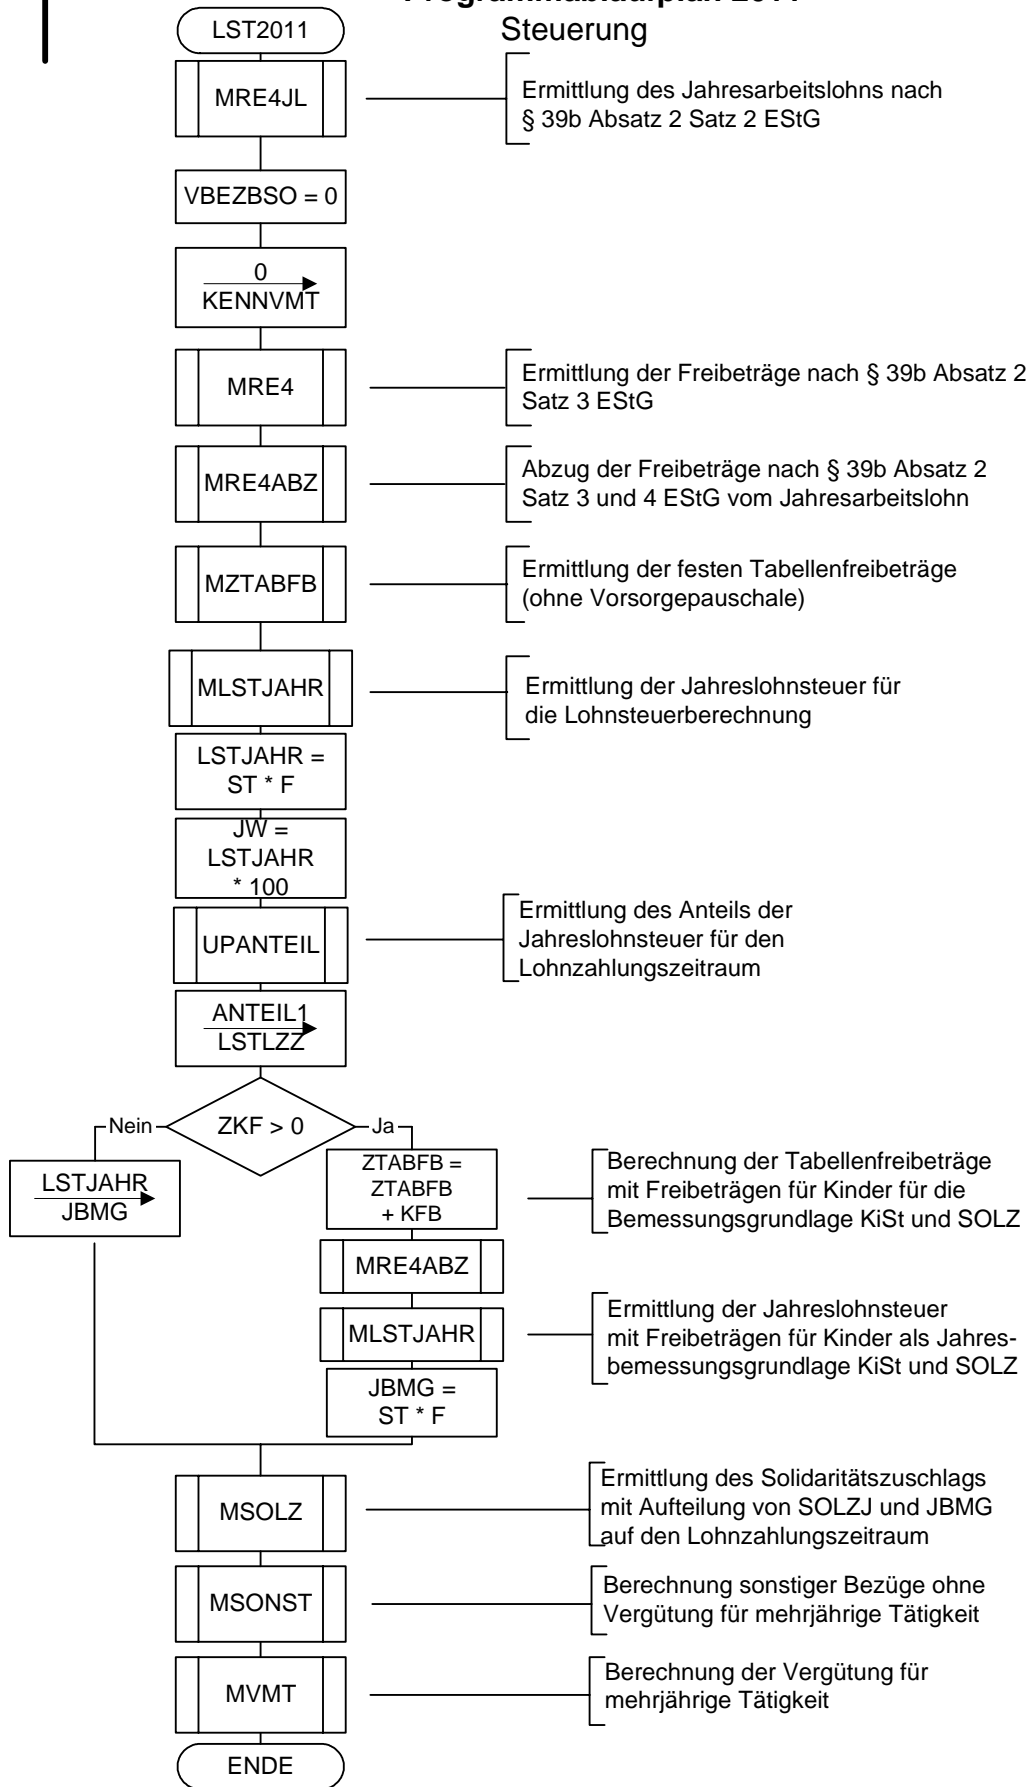 Programmablaufplan 2011
Steuerung
LST2011
MRE4JL
Ermittlung des Jahresarbeitslohns nach
§ 39b Absatz 2 Satz 2 EStG
VBEZBSO = 0
0
KENNVMT
MRE4
Ermittlung der Freibeträge nach § 39b Absatz 2
Satz 3 EStG
MRE4ABZ
Abzug der Freibeträge nach § 39b Absatz 2
Satz 3 und 4 EStG vom Jahresarbeitslohn
MZTABFB
Ermittlung der festen Tabellenfreibeträge
(ohne Vorsorgepauschale)
MLSTJAHR
Ermittlung der Jahreslohnsteuer für
die Lohnsteuerberechnung
LSTJAHR =
ST * F
JW =
LSTJAHR
* 100
UPANTEIL
Ermittlung des Anteils der
Jahreslohnsteuer für den
Lohnzahlungszeitraum
ANTEIL1
LSTLZZ
Nein
ZKF > 0
Ja
LSTJAHR
JBMG
ZTABFB =
ZTABFB
+ KFB
Berechnung der Tabellenfreibeträge
mit Freibeträgen für Kinder für die
Bemessungsgrundlage KiSt und SOLZ
MRE4ABZ
MLSTJAHR
Ermittlung der Jahreslohnsteuer
mit Freibeträgen für Kinder als Jahres-
bemessungsgrundlage KiSt und SOLZ
JBMG =
ST * F
MSOLZ
Ermittlung des Solidaritätszuschlags
mit Aufteilung von SOLZJ und JBMG
auf den Lohnzahlungszeitraum
MSONST
Berechnung sonstiger Bezüge ohne
Vergütung für mehrjährige Tätigkeit
MVMT
Berechnung der Vergütung für
mehrjährige Tätigkeit
ENDE